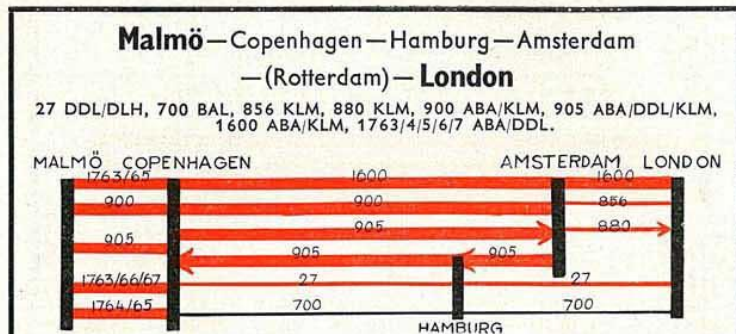 Malmö—Copenhagen—Hamburg—Amsterdam
—(Rotterdam)—London
27 DDL/DLH, 700 BAL, 856 KLM, 880 KLM, 900 ABA/KLM, 905 ABA/DDL/KLM,
1600 ABA/KLM, 1763/4/5/6/7 ABA/DDL.
MALMÖ COPENHAGEN AMSTERDAM LONDON
1763/65 1600 1600
900 900 856
905 880
905
905 905
1763/66/67 27 27
1764/65 700 700
HAMBURG